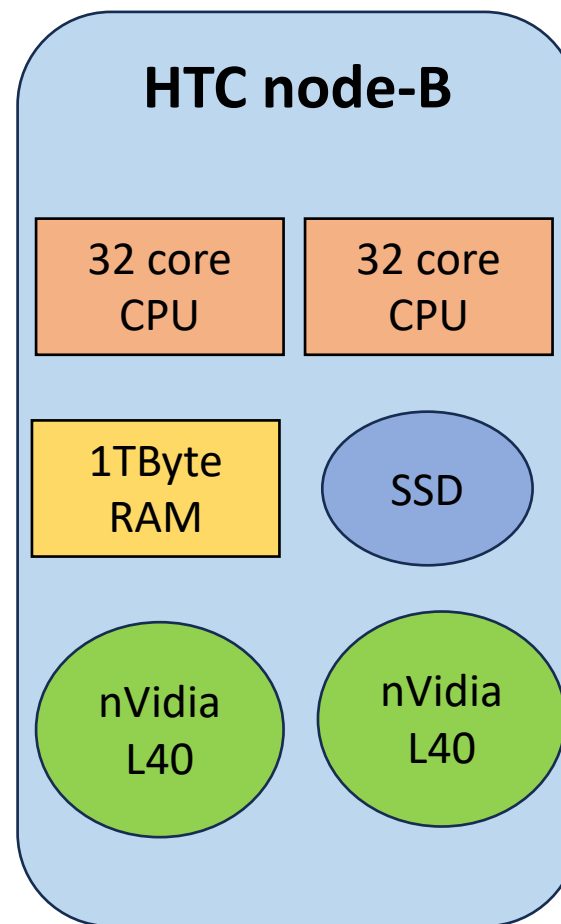 HTC node-B
32 core
CPU
32 core
CPU
1TByte
RAM
SSD
nVidia
L40
nVidia
L40